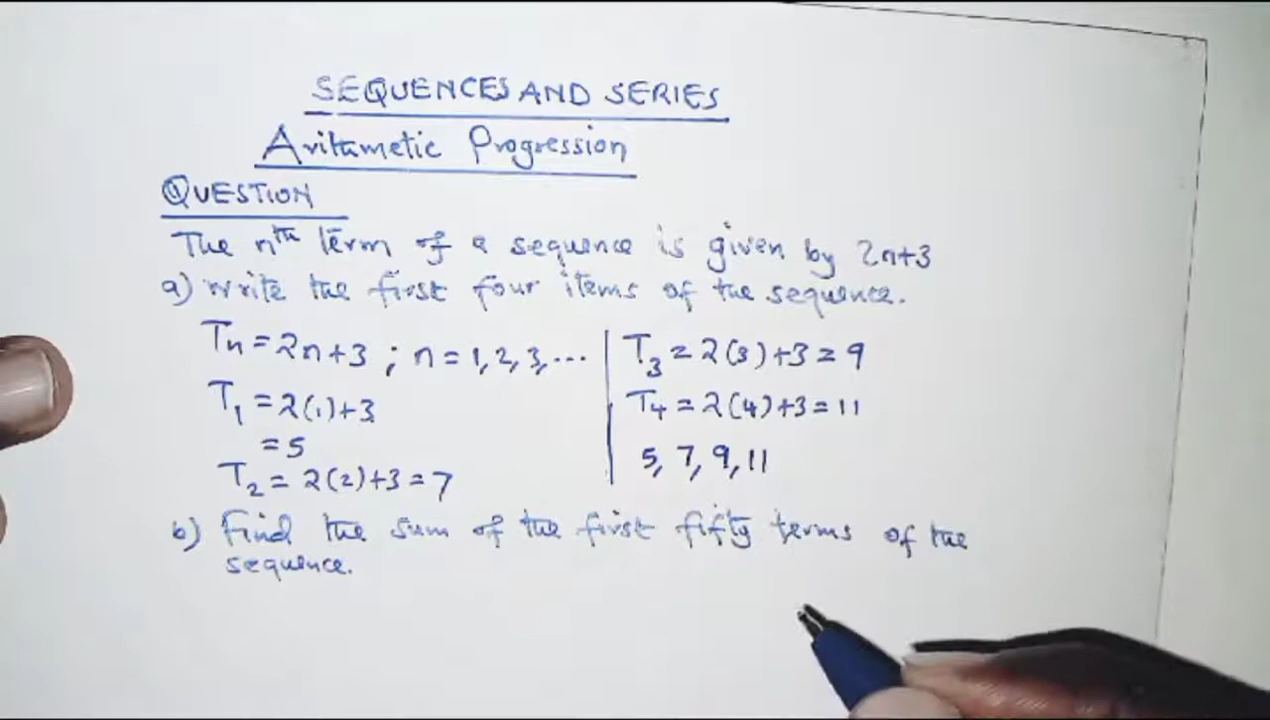 SEQUENCES AND SERIES
Aritmetic Progression
QUESTION
The nth term of a sequence is given by 2n+3
a) Write the first four items of the sequence.
Tn = 2n+3 ; n = 1, 2, 3, ...
T1 = 2(1)+3
= 5
T2 = 2(2)+3 = 7
T3 = 2(3)+3 = 9
T4 = 2(4)+3 = 11
5, 7, 9, 11
b) Find the sum of the first fifty terms of the
sequence.